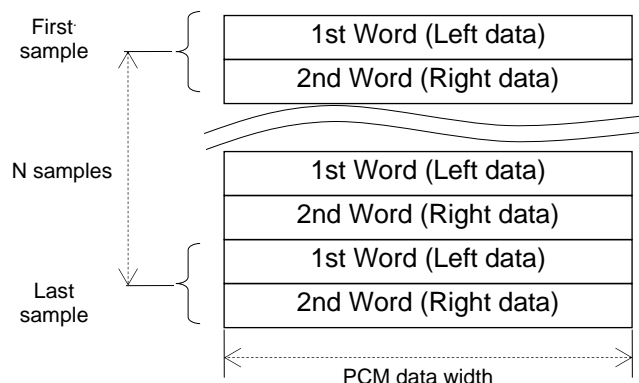 First
sample
1st Word (Left data)
2nd Word (Right data)
N samples
1st Word (Left data)
2nd Word (Right data)
1st Word (Left data)
Last
sample
2nd Word (Right data)
PCM data width